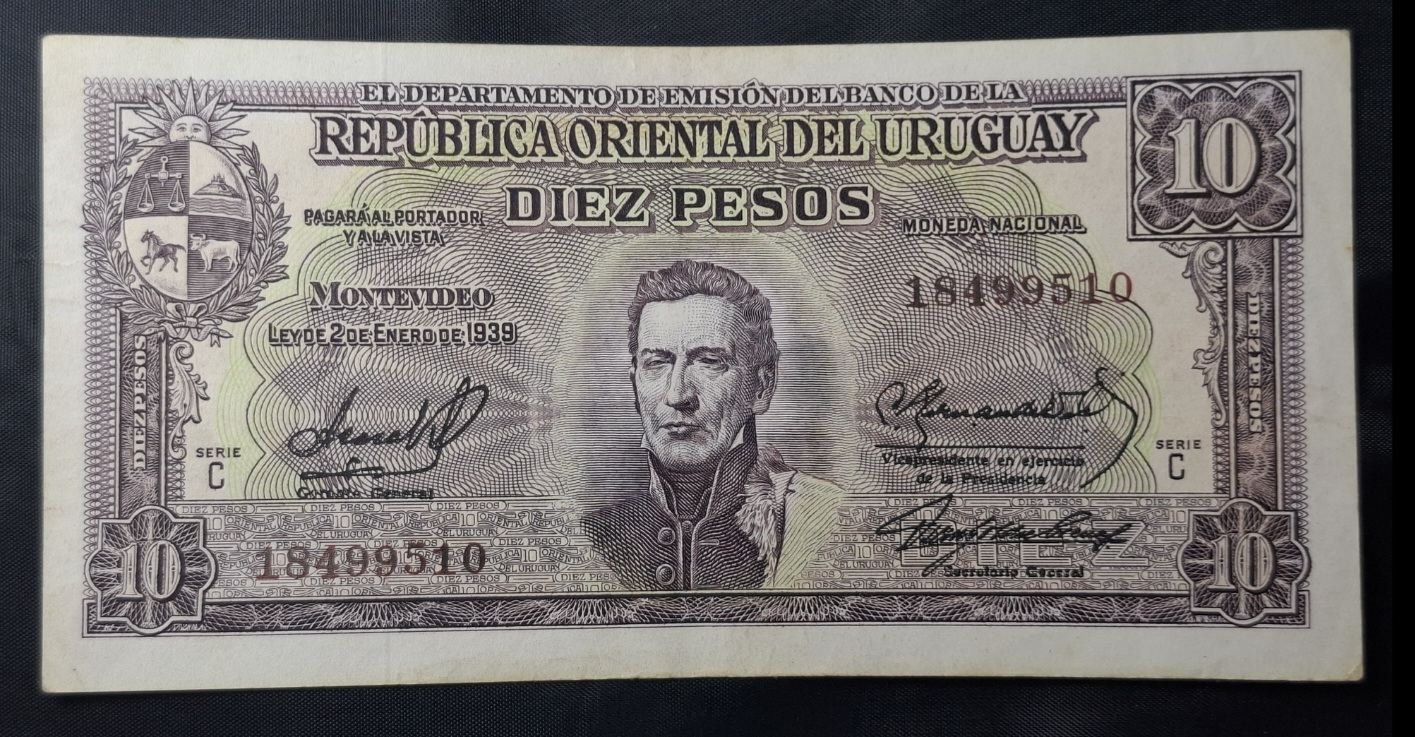 EL DEPARTAMENTO DE EMISIÓN DEL BANCO DE LA
REPÚBLICA ORIENTAL DEL URUGUAY
10
DIEZ PESOS
PAGARÁ AL PORTADOR
Y A LA VISTA
MONEDA NACIONAL
18499510
MONTEVIDEO
LEY DE 2 DE ENERO DE 1939
DIEZ PESOS
DIEZ PESOS
SERIE
C
SERIE
C
Gerente General
Vicepresidente en ejercicio
de la Presidencia
10
18499510
DIEZ
Secretario General
10